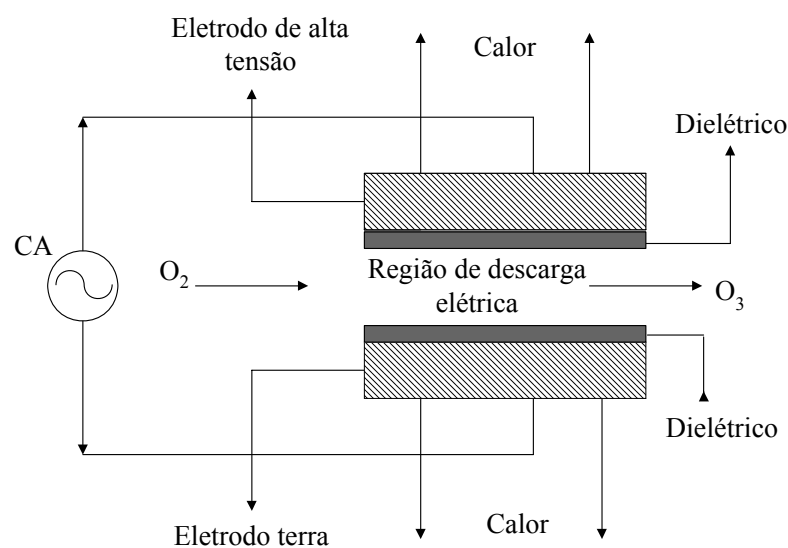 Eletrodo de alta
tensão
Calor
Dielétrico
CA
O2
Região de descarga
elétrica
O3
Dielétrico
Eletrodo terra
Calor